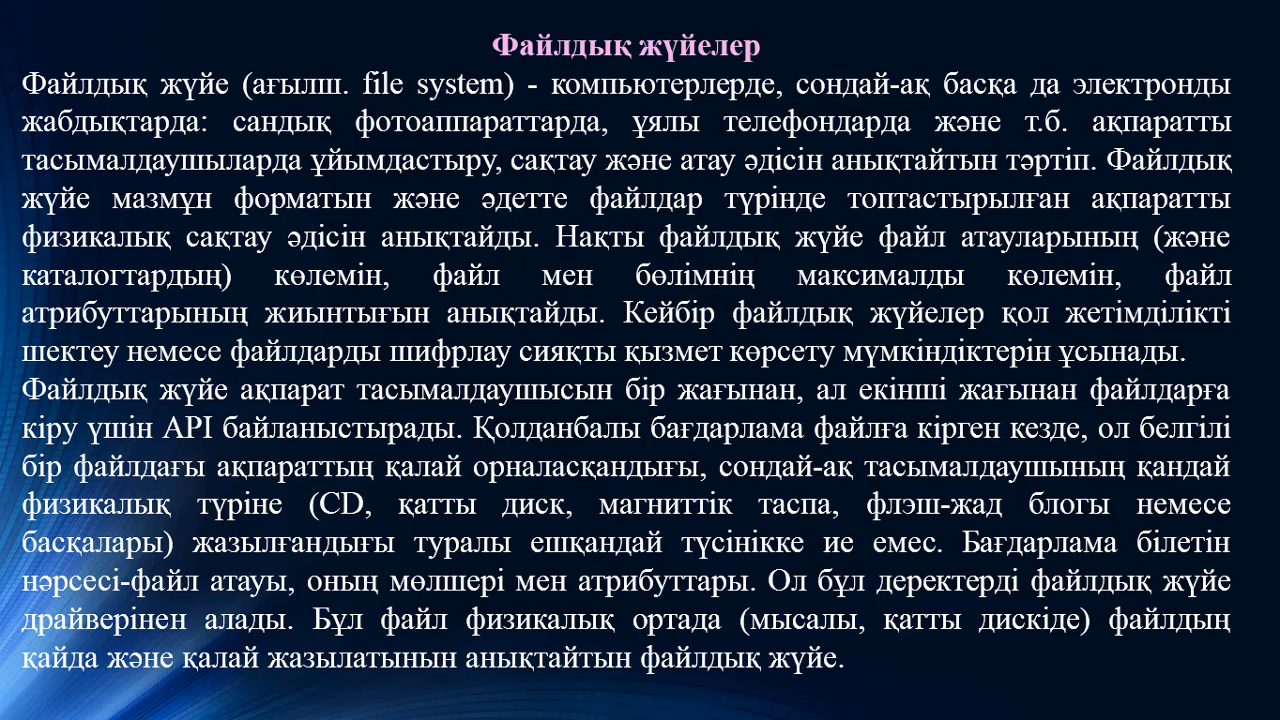 Файлдық жүйелер
Файлдық жүйе (ағылш. file system) - компьютерлерде, сондай-ақ басқа да электронды
жабдықтарда: сандық фотоаппараттарда, ұялы телефондарда және т.б. ақпаратты
тасымалдаушыларда ұйымдастыру, сақтау және атау әдісін анықтайтын тәртіп. Файлдық
жүйе мазмұн форматын және әдетте файлдар түрінде топтастырылған ақпаратты
физикалық сақтау әдісін анықтайды. Нақты файлдық жүйе файл атауларының (және
каталогтардың) көлемін, файл мен бөлімнің максималды көлемін, файл
атрибуттарының жиынтығын анықтайды. Кейбір файлдық жүйелер қол жетімділікті
шектеу немесе файлдарды шифрлау сияқты қызмет көрсету мүмкіндіктерін ұсынады.
Файлдық жүйе ақпарат тасымалдаушысын бір жағынан, ал екінші жағынан файлдарға
кіру үшін API байланыстырады. Қолданбалы бағдарлама файлға кірген кезде, ол белгілі
бір файлдағы ақпараттың қалай орналасқандығы, сондай-ақ тасымалдаушының қандай
физикалық түріне (CD, қатты диск, магниттік таспа, флэш-жад блогы немесе
басқалары) жазылғандығы туралы ешқандай түсінікке ие емес. Бағдарлама білетін
нәрсесі-файл атауы, оның мөлшері мен атрибуттары. Ол бұл деректерді файлдық жүйе
драйверінен алады. Бұл файл физикалық ортада (мысалы, қатты дискіде) файлдың
қайда және қалай жазылатынын анықтайтын файлдық жүйе.